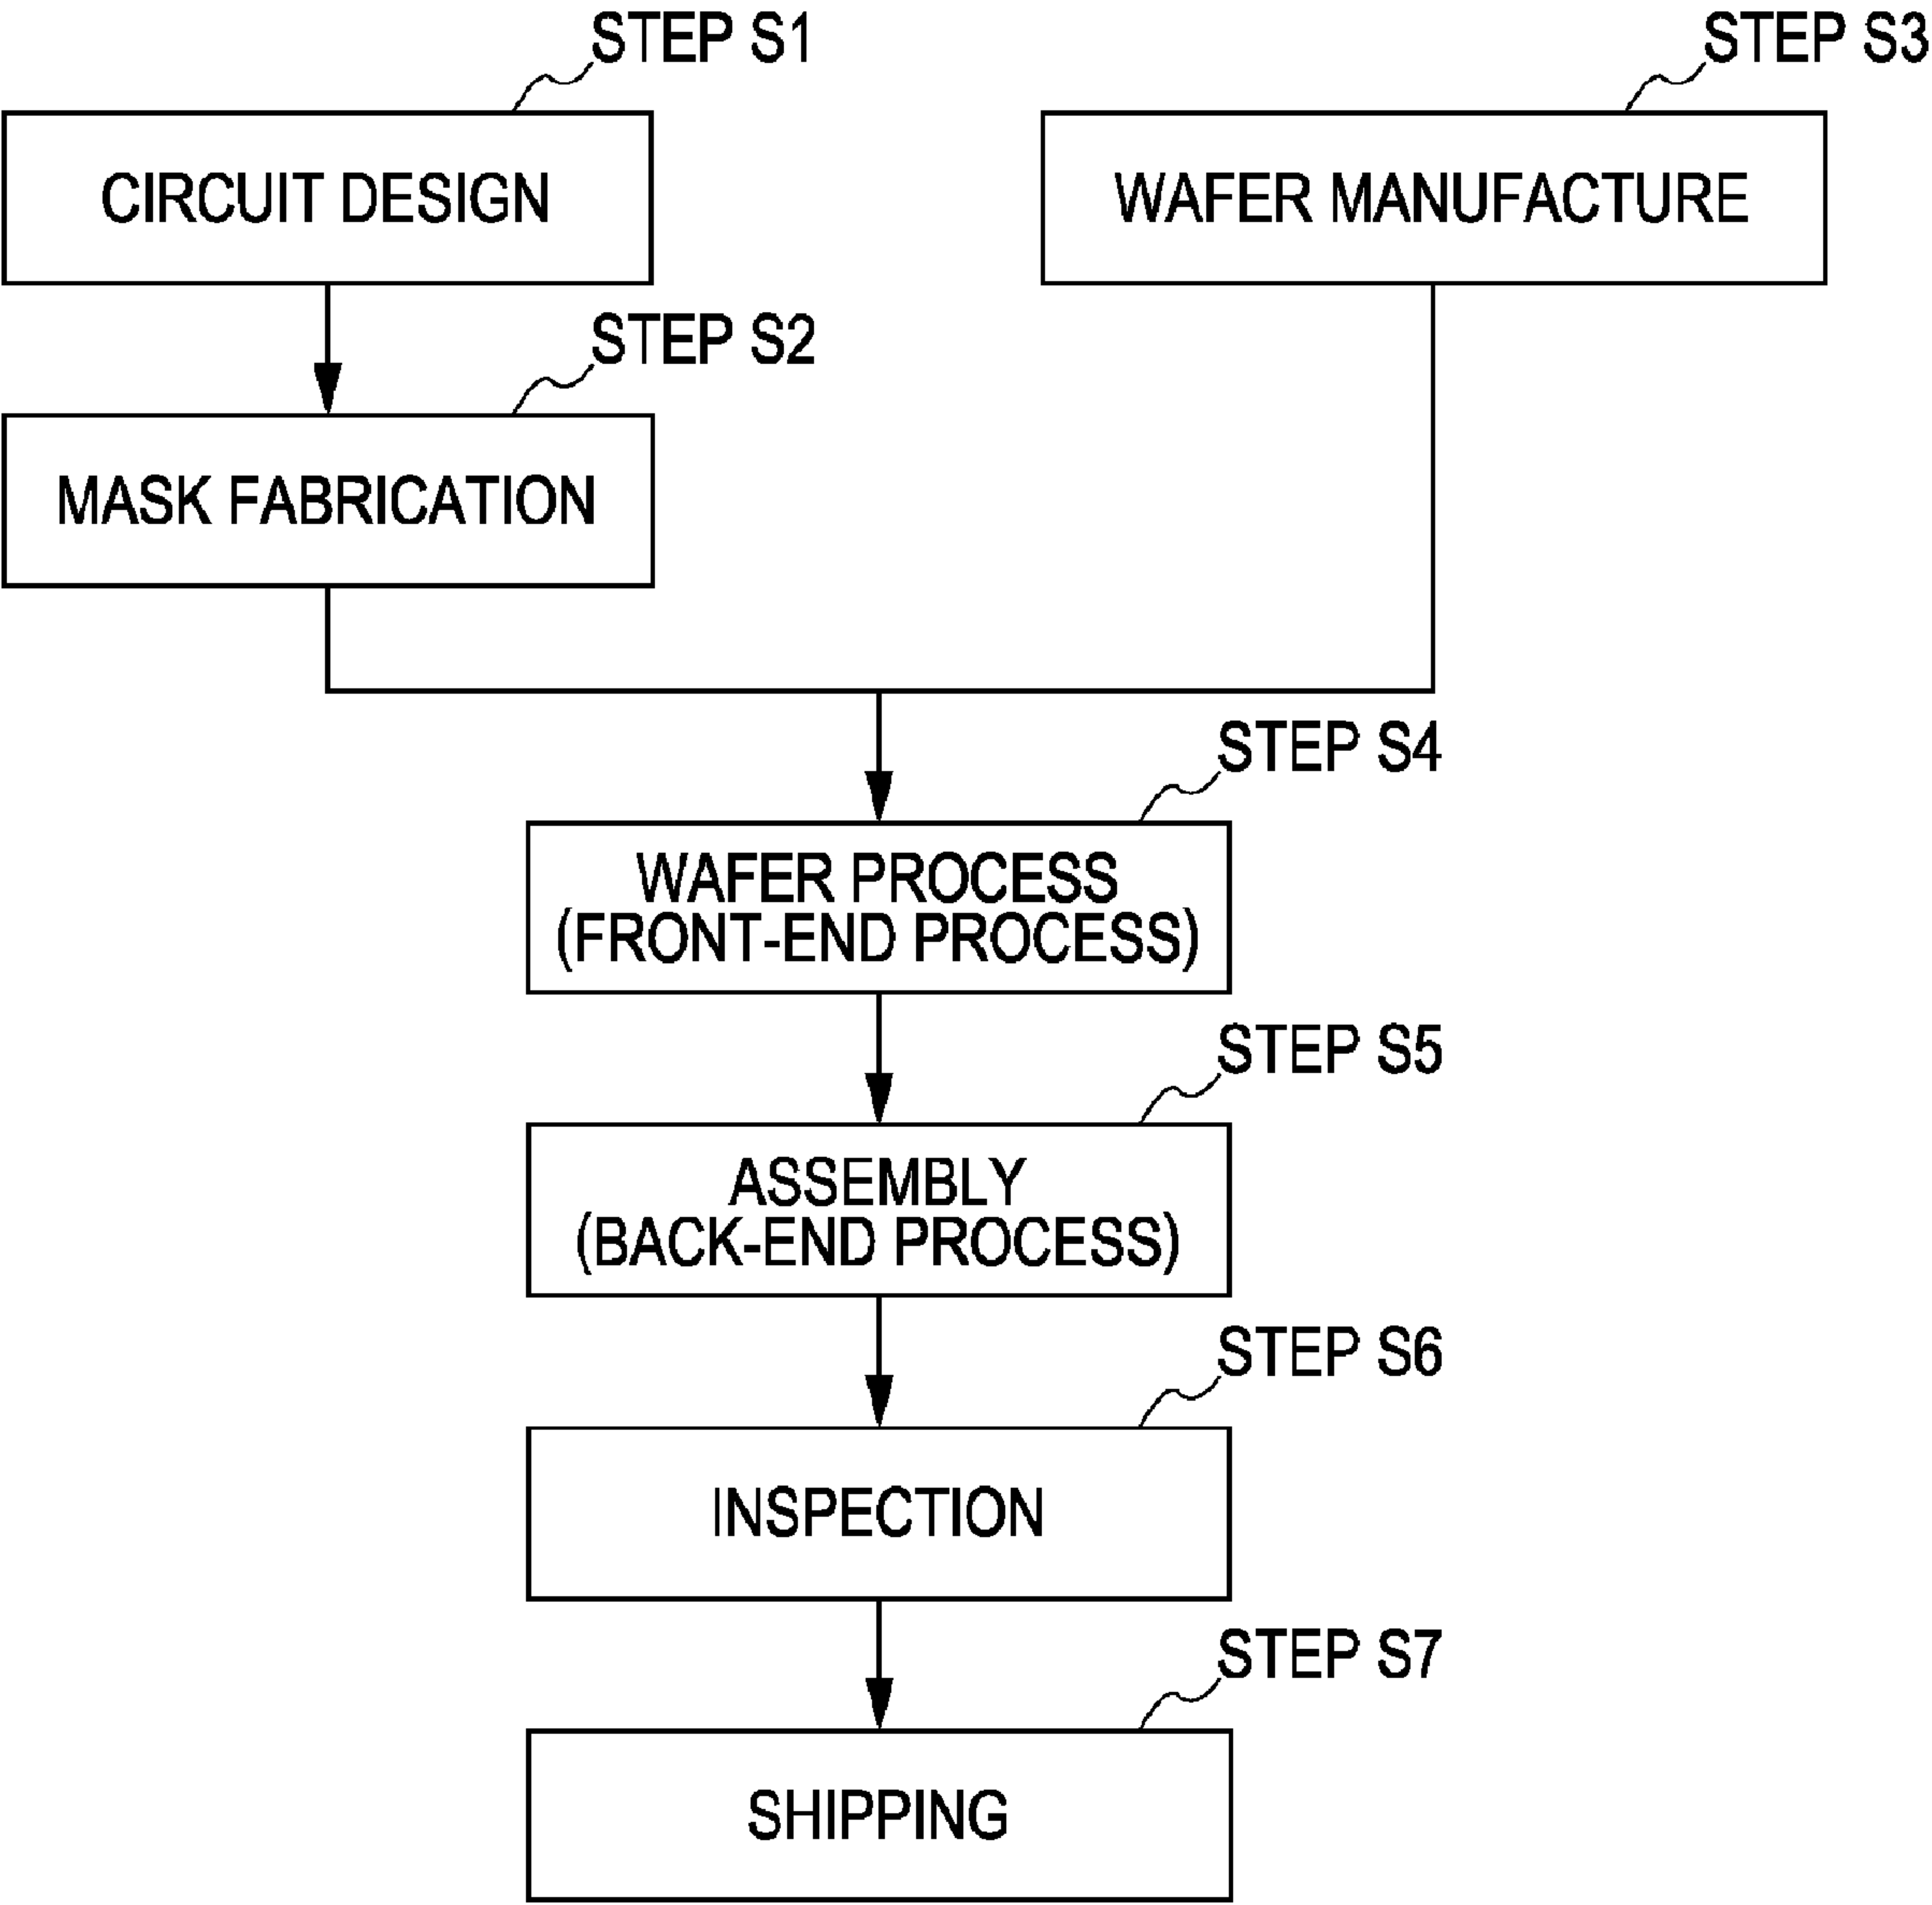 STEP S1
CIRCUIT DESIGN
STEP S2
MASK FABRICATION
STEP S3
WAFER MANUFACTURE
STEP S4
WAFER PROCESS
(FRONT-END PROCESS)
STEP S5
ASSEMBLY
(BACK-END PROCESS)
STEP S6
INSPECTION
STEP S7
SHIPPING